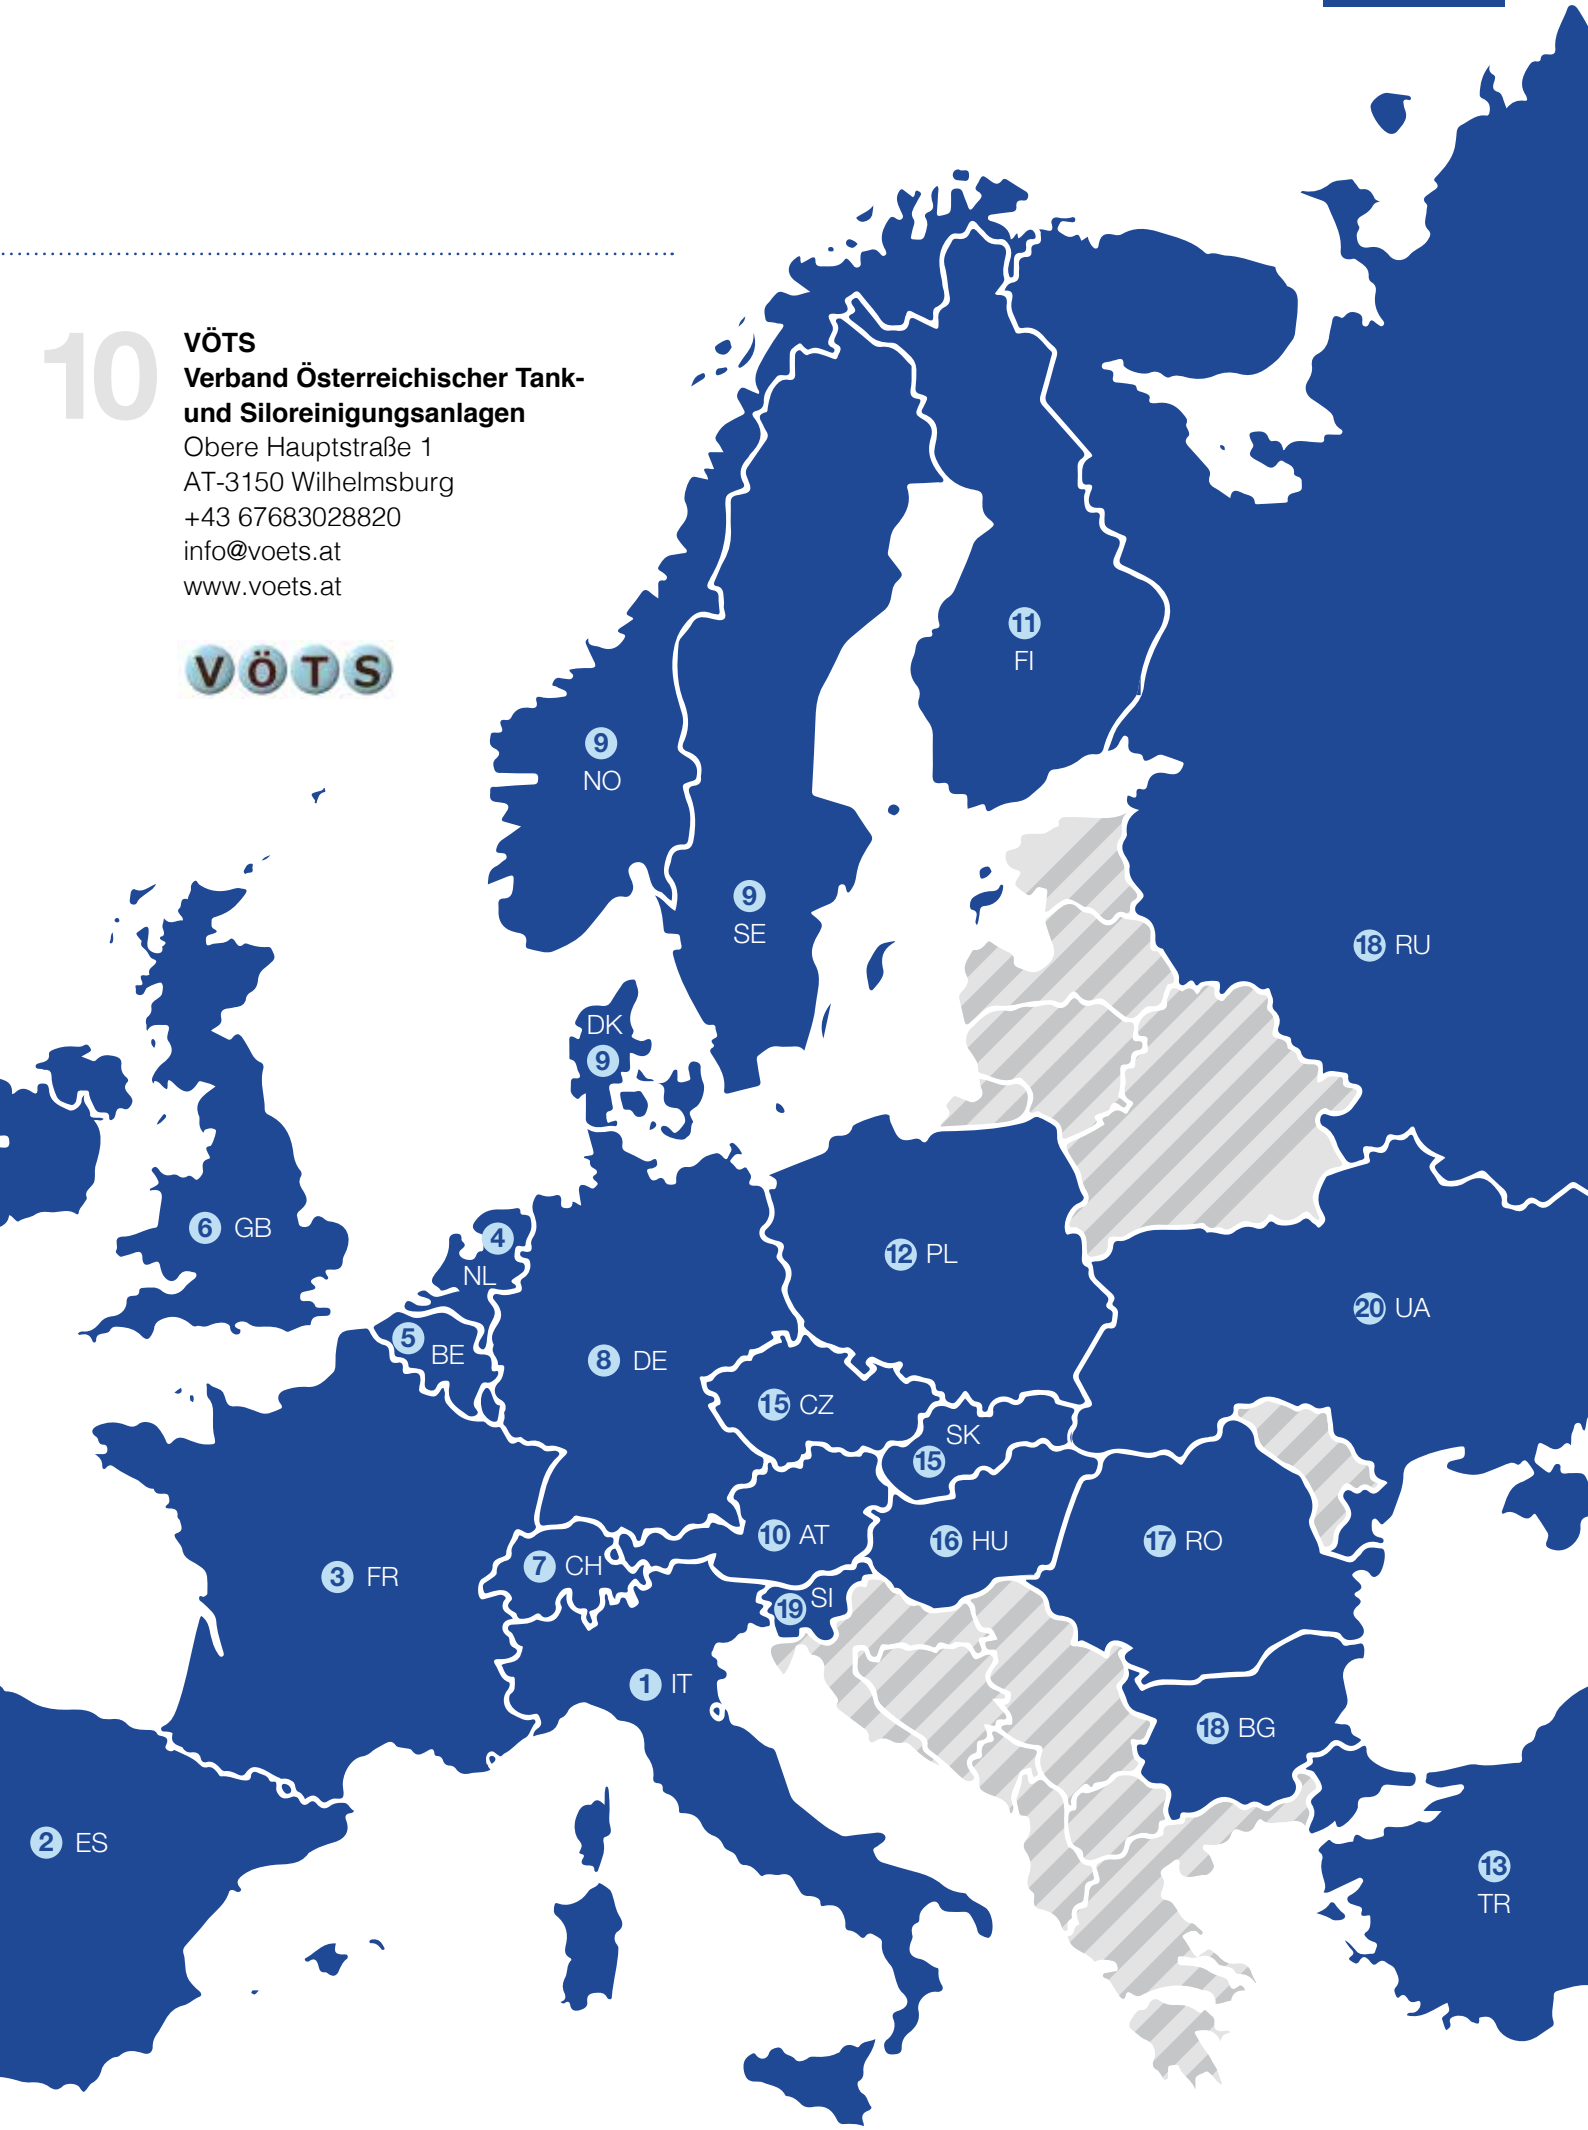 10
VÖTS
Verband Österreichischer Tank-
und Siloreinigungsanlagen
Obere Hauptstraße 1
AT-3150 Wilhelmsburg
+43 67683028820
info@voets.at
www.voets.at
VÖTS
11
FI
9
NO
9
SE
18 RU
DK
9
6 GB
4
NL
12 PL
20 UA
5
BE
8 DE
15 CZ
SK
15
10 AT
16 HU
17 RO
7 CH
3 FR
19 SI
1 IT
18 BG
2 ES
13
TR